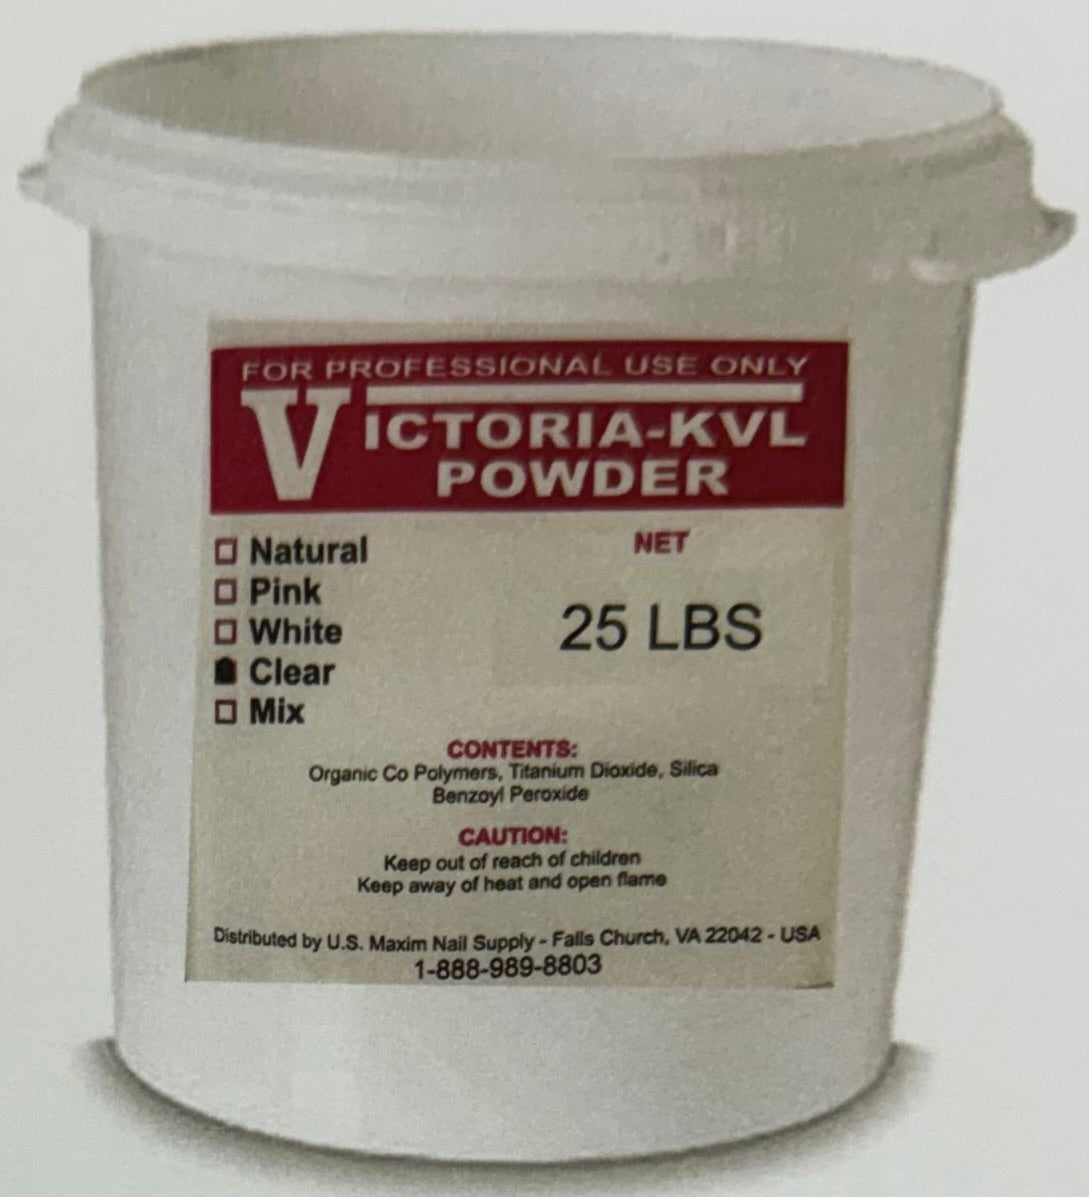 FOR PROFESSIONAL USE ONLY
VICTORIA-KVL
POWDER
Natural
Pink
White
Clear
Mix
NET
25 LBS
CONTENTS:
Organic Co Polymers, Titanium Dioxide, Silica
Benzoyl Peroxide
CAUTION:
Keep out of reach of children
Keep away of heat and open flame
Distributed by U.S. Maxim Nail Supply - Falls Church, VA 22042 - USA
1-888-989-8803